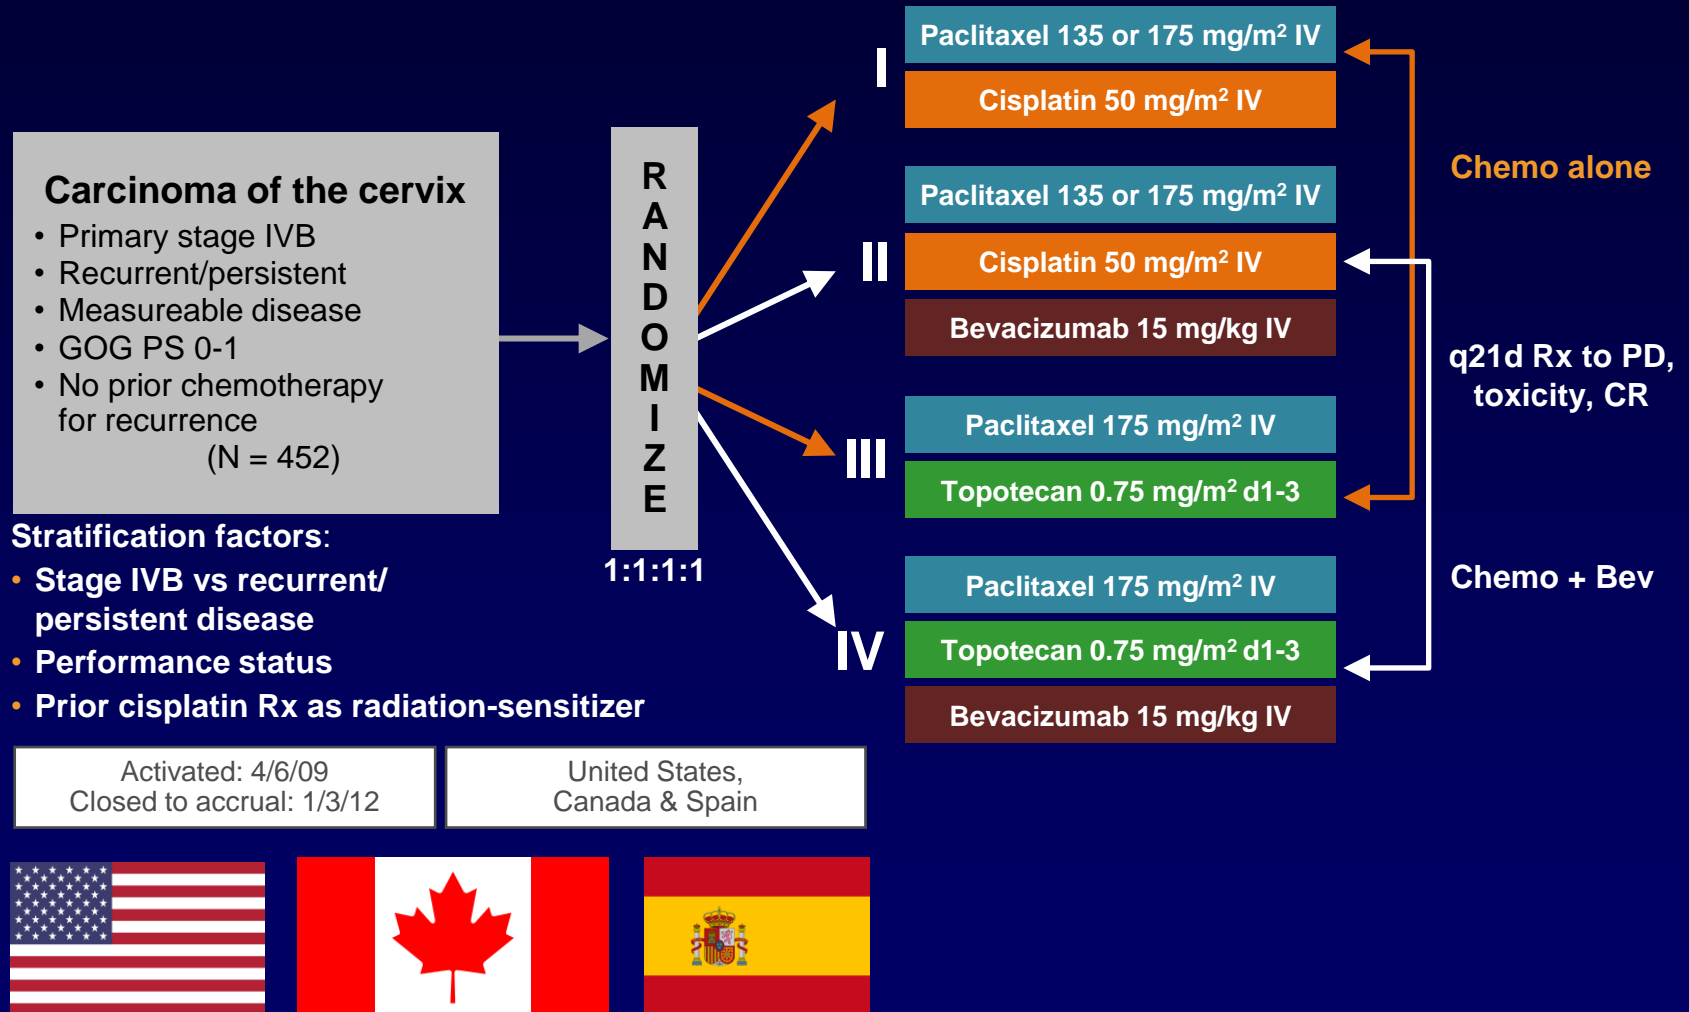 Carcinoma of the cervix
• Primary stage IVB
• Recurrent/persistent
• Measureable disease
• GOG PS 0-1
• No prior chemotherapy
for recurrence
(N = 452)
Stratification factors:
• Stage IVB vs recurrent/
persistent disease
• Performance status
• Prior cisplatin Rx as radiation-sensitizer
Activated: 4/6/09
Closed to accrual: 1/3/12
United States,
Canada & Spain
R
A
N
D
O
M
I
Z
E
1:1:1:1
I
Paclitaxel 135 or 175 mg/m² IV
Cisplatin 50 mg/m² IV
II
Paclitaxel 135 or 175 mg/m² IV
Cisplatin 50 mg/m² IV
Bevacizumab 15 mg/kg IV
III
Paclitaxel 175 mg/m² IV
Topotecan 0.75 mg/m² d1-3
IV
Paclitaxel 175 mg/m² IV
Topotecan 0.75 mg/m² d1-3
Bevacizumab 15 mg/kg IV
Chemo alone
q21d Rx to PD,
toxicity, CR
Chemo + Bev